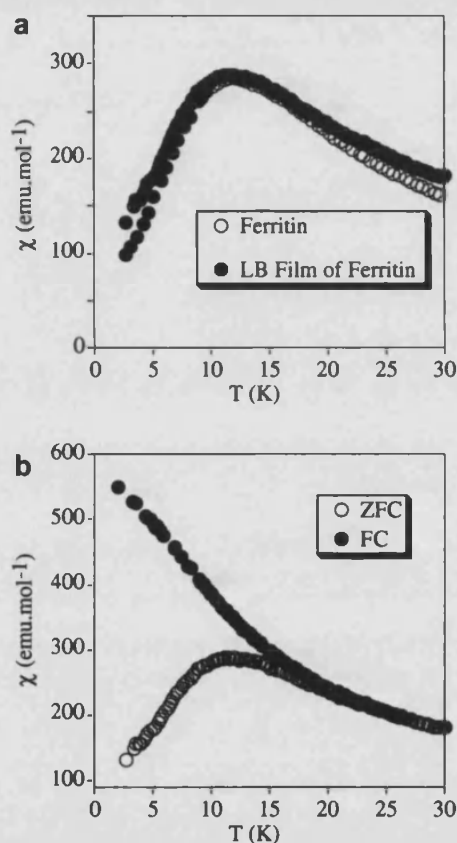 a
300
200
100
0
χ (emu.mol-1)
○ Ferritin
● LB Film of Ferritin
0 5 10 15 20 25 30
T (K)
b
600
500
400
300
200
100
χ (emu.mol-1)
○ ZFC
● FC
0 5 10 15 20 25 30
T (K)